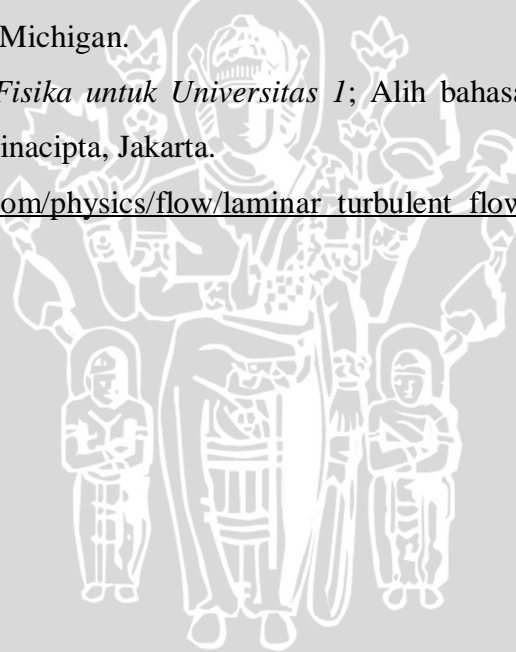 Michigan.
Fisika untuk Universitas 1; Alih bahasa
inacipta, Jakarta.
om/physics/flow/laminar_turbulent_flow